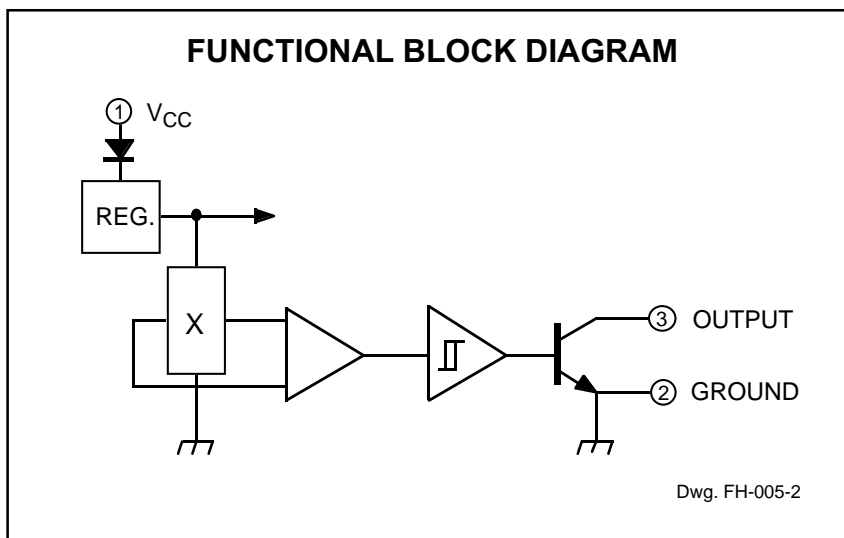 FUNCTIONAL BLOCK DIAGRAM
1 VCC
REG.
X
3 OUTPUT
2 GROUND
Dwg. FH-005-2